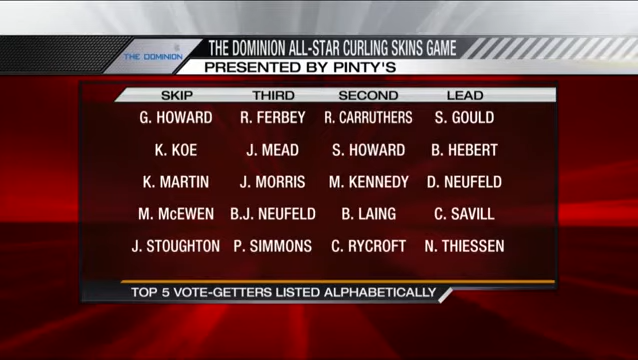 THE DOMINION ALL-STAR CURLING SKINS GAME
THE DOMINION
PRESENTED BY PINTY'S
SKIP THIRD SECOND LEAD
G. HOWARD R. FERBEY R. CARRUTHERS S. GOULD
K. KOE J. MEAD S. HOWARD B. HEBERT
K. MARTIN J. MORRIS M. KENNEDY D. NEUFELD
M. McEWEN B.J. NEUFELD B. LAING C. SAVILL
J. STOUGHTON P. SIMMONS C. RYCROFT N. THIESSEN
TOP 5 VOTE-GETTERS LISTED ALPHABETICALLY